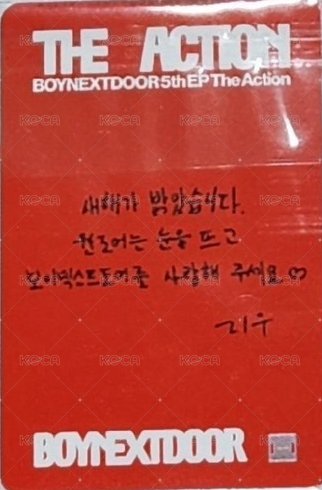 THE ACTION
BOYNEXTDOOR 5th EP The Action
새해가 밝았습니다.
원도어는 눈을 뜨고
보이넥스트도어를 사랑해 주세요♡
리우
BOYNEXTDOOR
KPCA